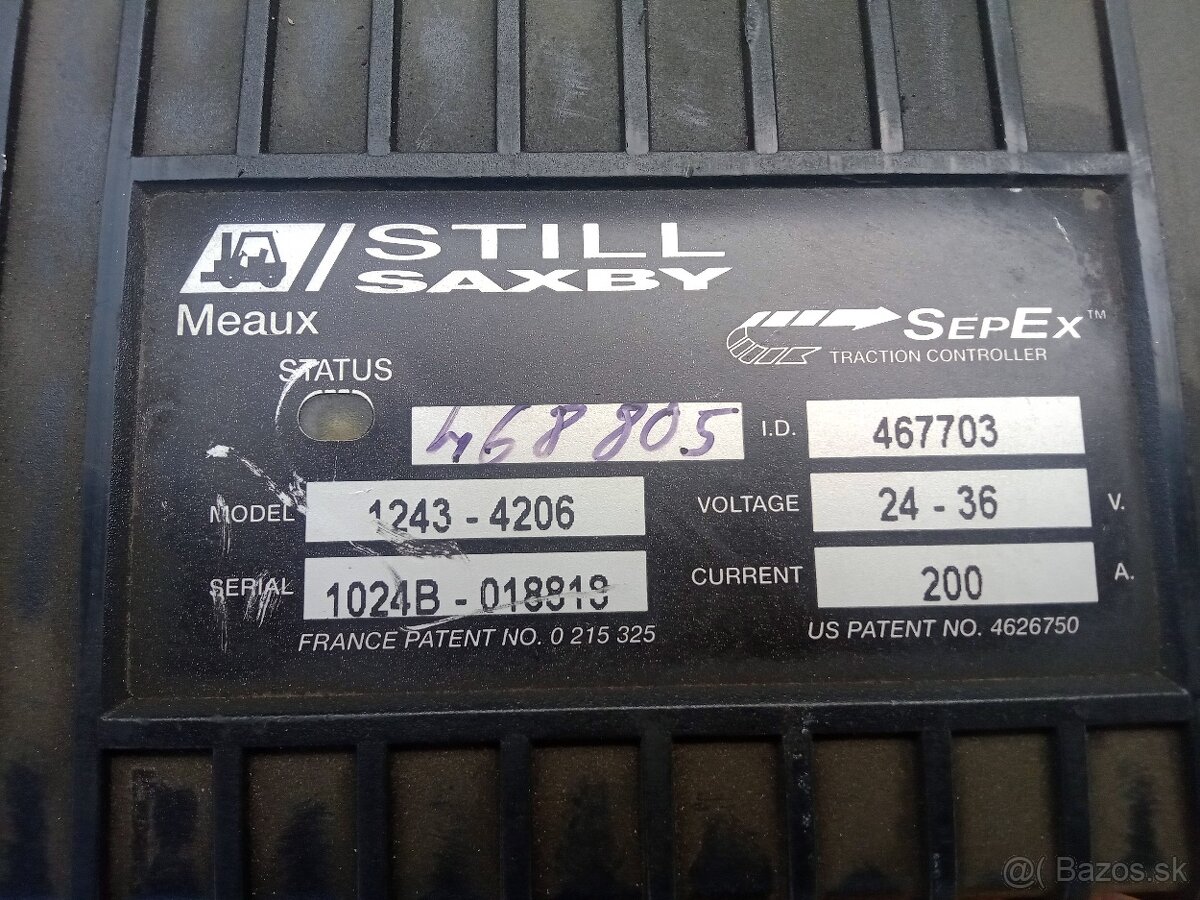 STILL
SAXBY
Meaux
SEPEX™
TRACTION CONTROLLER
STATUS
468805 I.D. 467703
MODEL 1243 - 4206 VOLTAGE 24 - 36 V.
SERIAL 1024B - 018819 CURRENT 200 A.
FRANCE PATENT NO. 0 215 325 US PATENT NO. 4626750
@( Bazos.sk